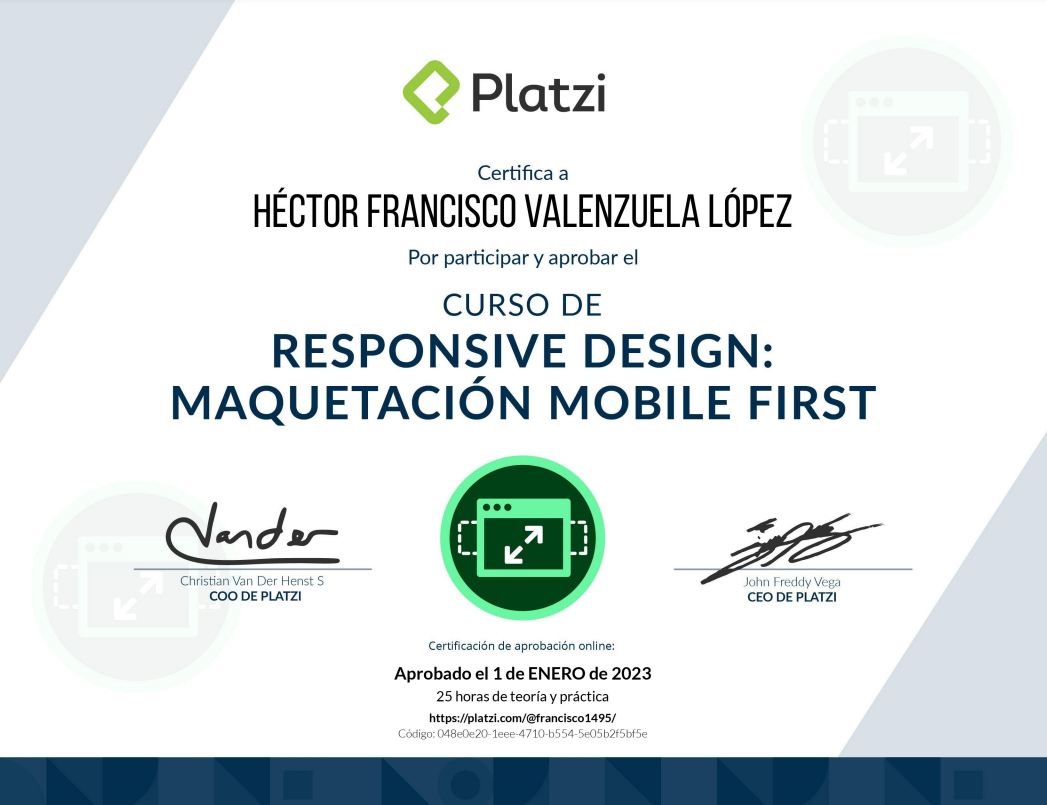 Platzi
Certifica a
HÉCTOR FRANCISCO VALENZUELA LÓPEZ
Por participar y aprobar el
CURSO DE
RESPONSIVE DESIGN:
MAQUETACIÓN MOBILE FIRST
Vander
Christian Van Der Henst S
COO DE PLATZI
John Freddy Vega
CEO DE PLATZI
Certificación de aprobación online:
Aprobado el 1 de ENERO de 2023
25 horas de teoría y práctica
https://platzi.com/@francisco1495/
Código: 048e0e20-1eee-4710-b554-5e05b2f5bf5e